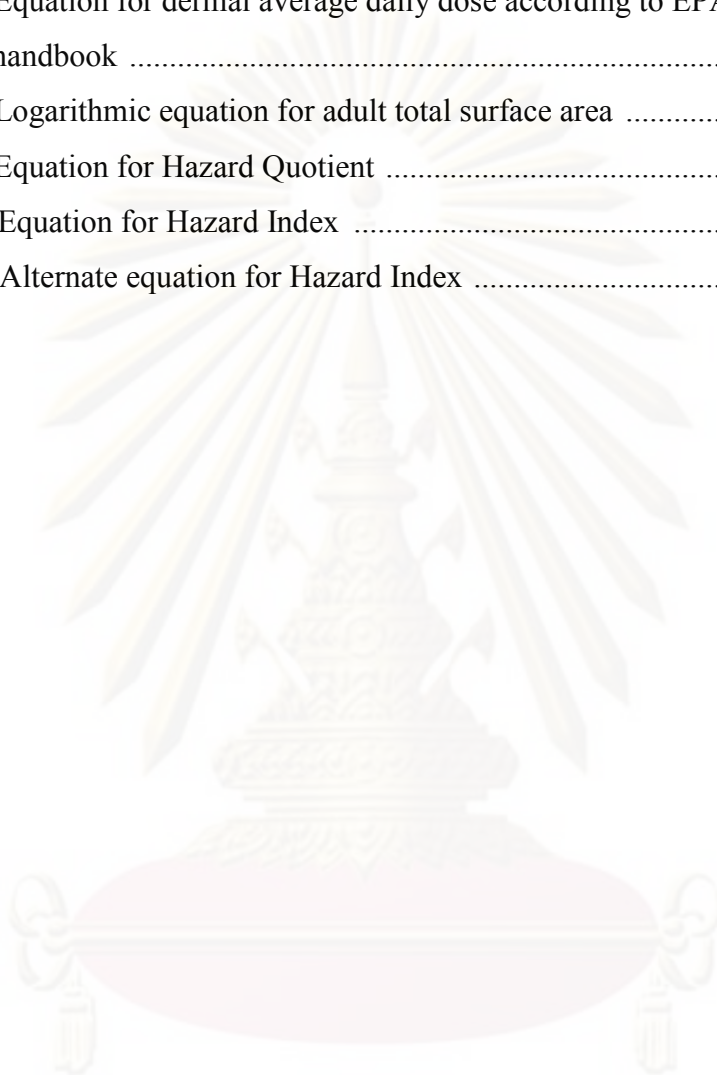 Equation for dermal average daily dose according to EPA
handbook ........................................................................
Logarithmic equation for adult total surface area ............
Equation for Hazard Quotient ..........................................
Equation for Hazard Index ..............................................
Alternate equation for Hazard Index ...............................